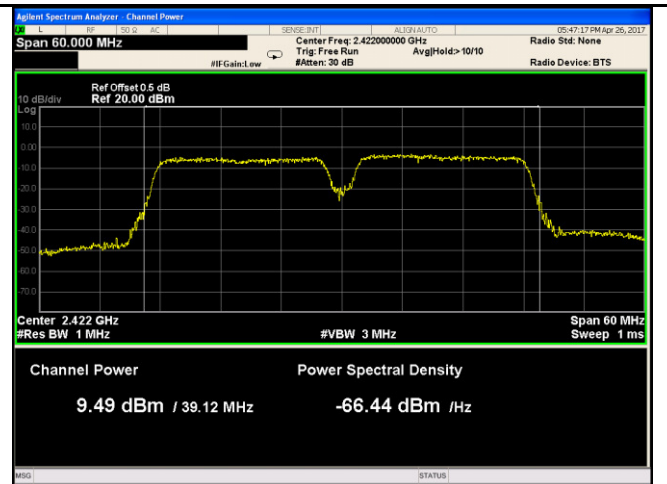 Agilent Spectrum Analyzer - Channel Power
L RF 50 Ω AC SENSE:INT ALIGN AUTO 05:47:17 PM Apr 26, 2017
Span 60.000 MHz Center Freq: 2.422000000 GHz Radio Std: None
Trig: Free Run Avg|Hold:> 10/10
#IFGain:Low #Atten: 30 dB Radio Device: BTS
Ref Offset 0.5 dB
10 dB/div Ref 20.00 dBm
Log
10.0
0.00
-10.0
-20.0
-30.0
-40.0
-50.0
-60.0
-70.0
Center 2.422 GHz Span 60 MHz
#Res BW 1 MHz #VBW 3 MHz Sweep 1 ms
Channel Power Power Spectral Density
9.49 dBm / 39.12 MHz -66.44 dBm /Hz
MSG STATUS